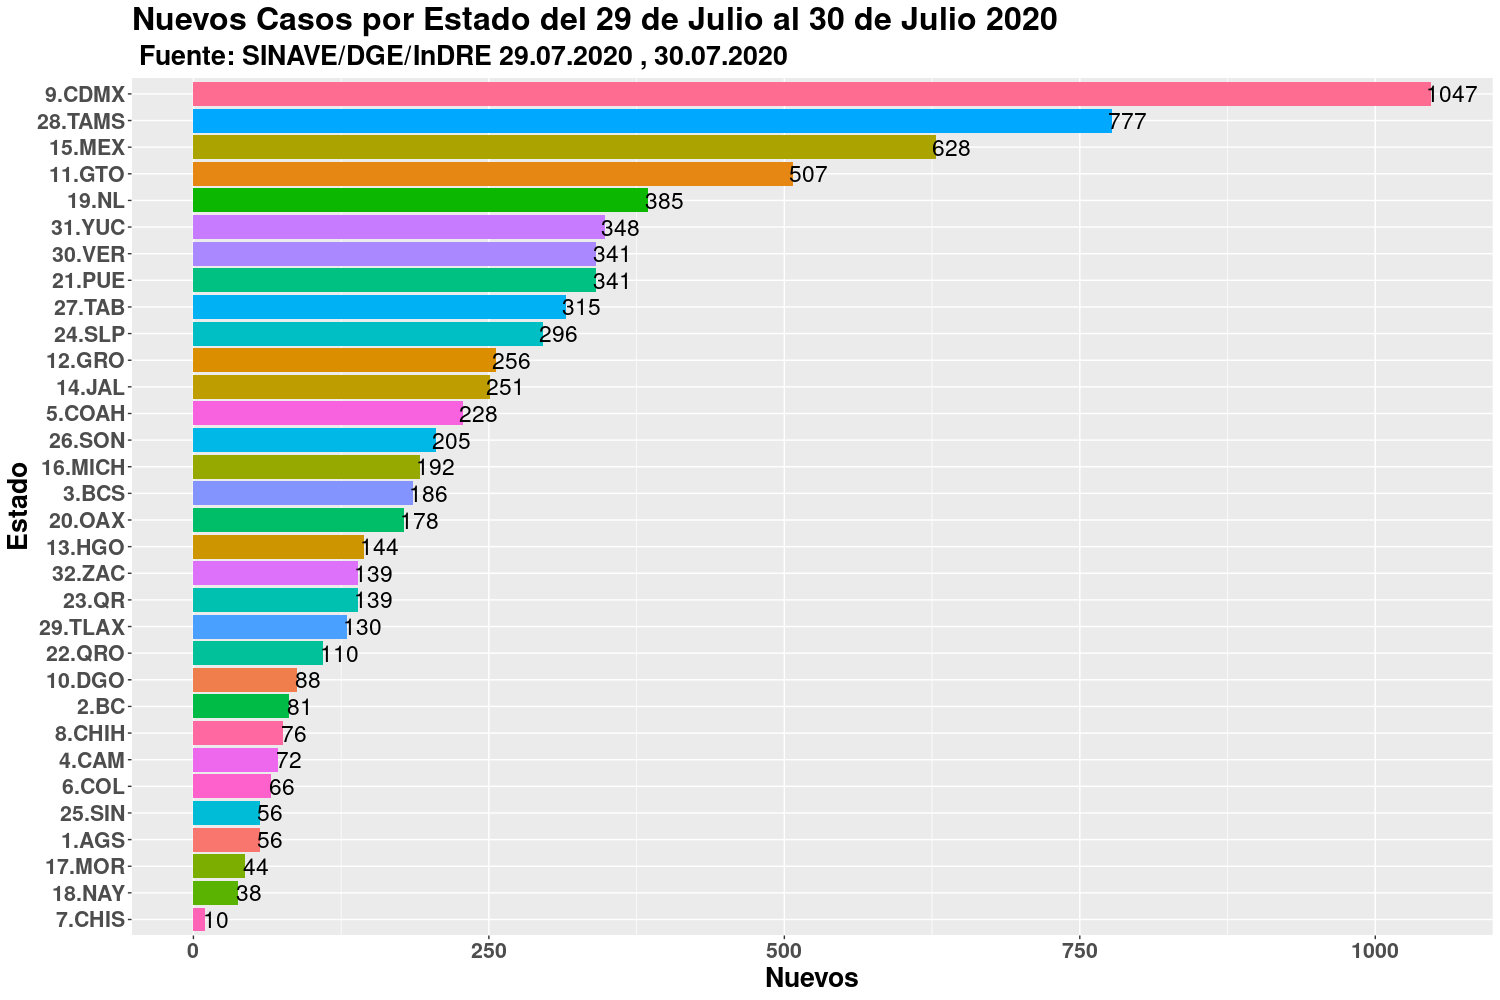 Nuevos Casos por Estado del 29 de Julio al 30 de Julio 2020
Fuente: SINAVE/DGE/InDRE 29.07.2020 , 30.07.2020
Estado
9.CDMX 1047
28.TAMS 777
15.MEX 628
11.GTO 507
19.NL 385
31.YUC 348
30.VER 341
21.PUE 341
27.TAB 315
24.SLP 296
12.GRO 256
14.JAL 251
5.COAH 228
26.SON 205
16.MICH 192
3.BCS 186
20.OAX 178
13.HGO 144
32.ZAC 139
23.QR 139
29.TLAX 130
22.QRO 110
10.DGO 88
2.BC 81
8.CHIH 76
4.CAM 72
6.COL 66
25.SIN 56
1.AGS 56
17.MOR 44
18.NAY 38
7.CHIS 10
0 250 500 750 1000
Nuevos